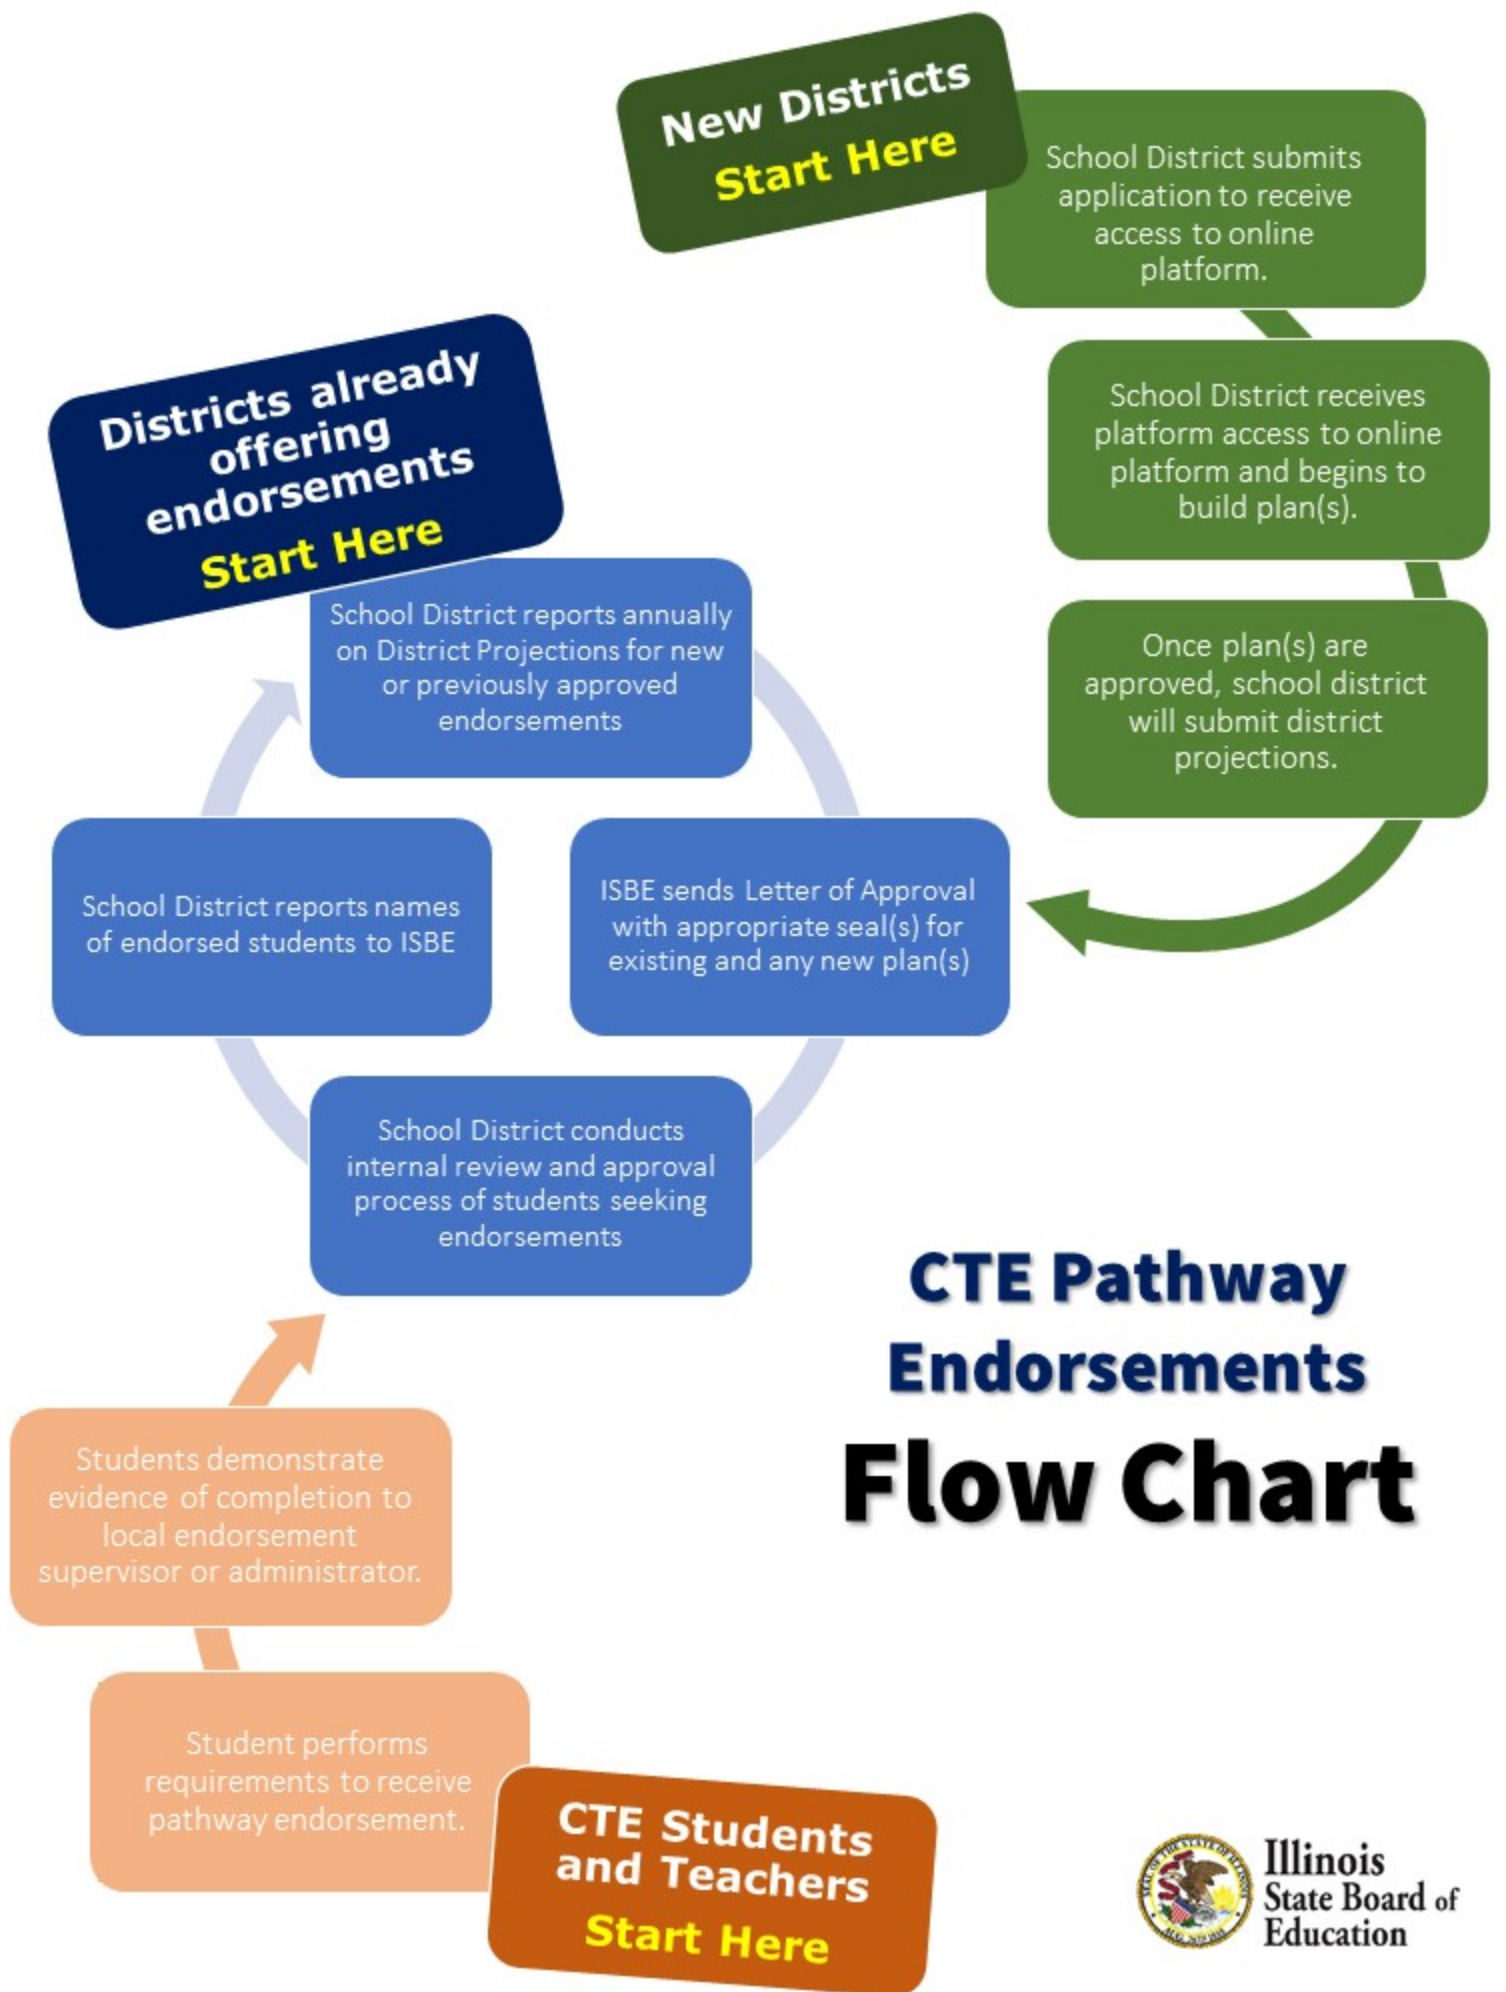 New Districts
Start Here
School District submits
application to receive
access to online
platform.
School District receives
platform access to online
platform and begins to
build plan(s).
Once plan(s) are
approved, school district
will submit district
projections.
Districts already
offering
endorsements
Start Here
School District reports annually
on District Projections for new
or previously approved
endorsements
ISBE sends Letter of Approval
with appropriate seal(s) for
existing and any new plan(s)
School District conducts
internal review and approval
process of students seeking
endorsements
School District reports names
of endorsed students to ISBE
CTE Pathway
Endorsements
Flow Chart
Students demonstrate
evidence of completion to
local endorsement
supervisor or administrator.
Student performs
requirements to receive
pathway endorsement.
CTE Students
and Teachers
Start Here
SEAL OF THE STATE OF ILLINOIS
Illinois
State Board of
Education